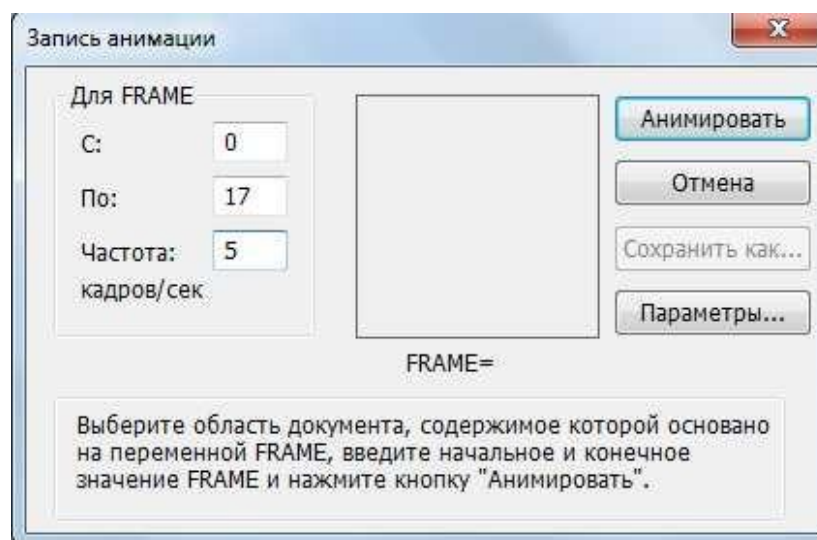 Запись анимации
Для FRAME
С: 0
По: 17
Частота: 5
кадров/сек
FRAME=
Анимировать
Отмена
Сохранить как...
Параметры...
Выберите область документа, содержимое которой основано
на переменной FRAME, введите начальное и конечное
значение FRAME и нажмите кнопку "Анимировать".